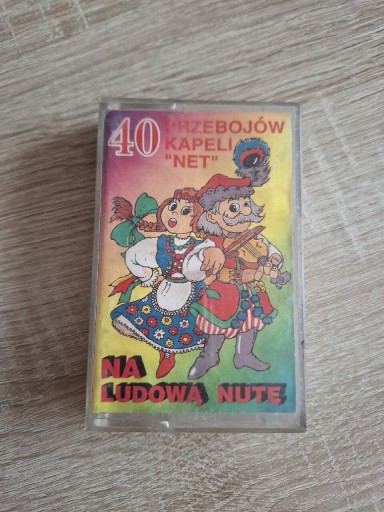 40 PRZEBOJÓW
KAPELI
"NET"
NA
LUDOWĄ NUTĘ